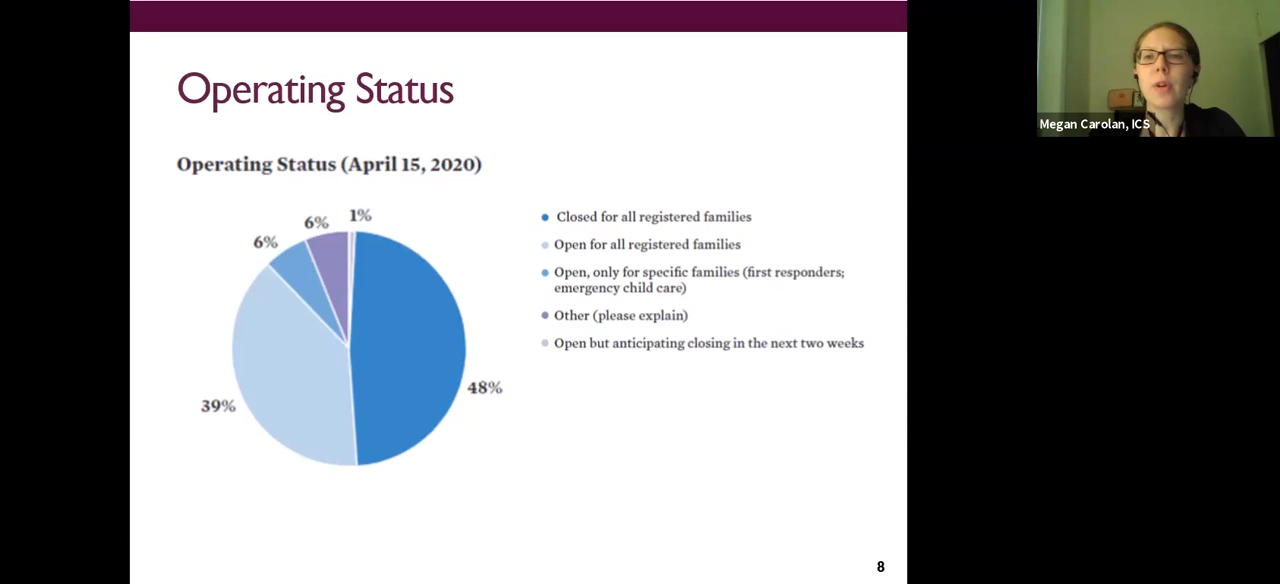 Operating Status
Megan Carolan, ICS
Operating Status (April 15, 2020)
6%
6%
1%
39%
48%
Closed for all registered families
Open for all registered families
Open, only for specific families (first responders;
emergency child care)
Other (please explain)
Open but anticipating closing in the next two weeks
8